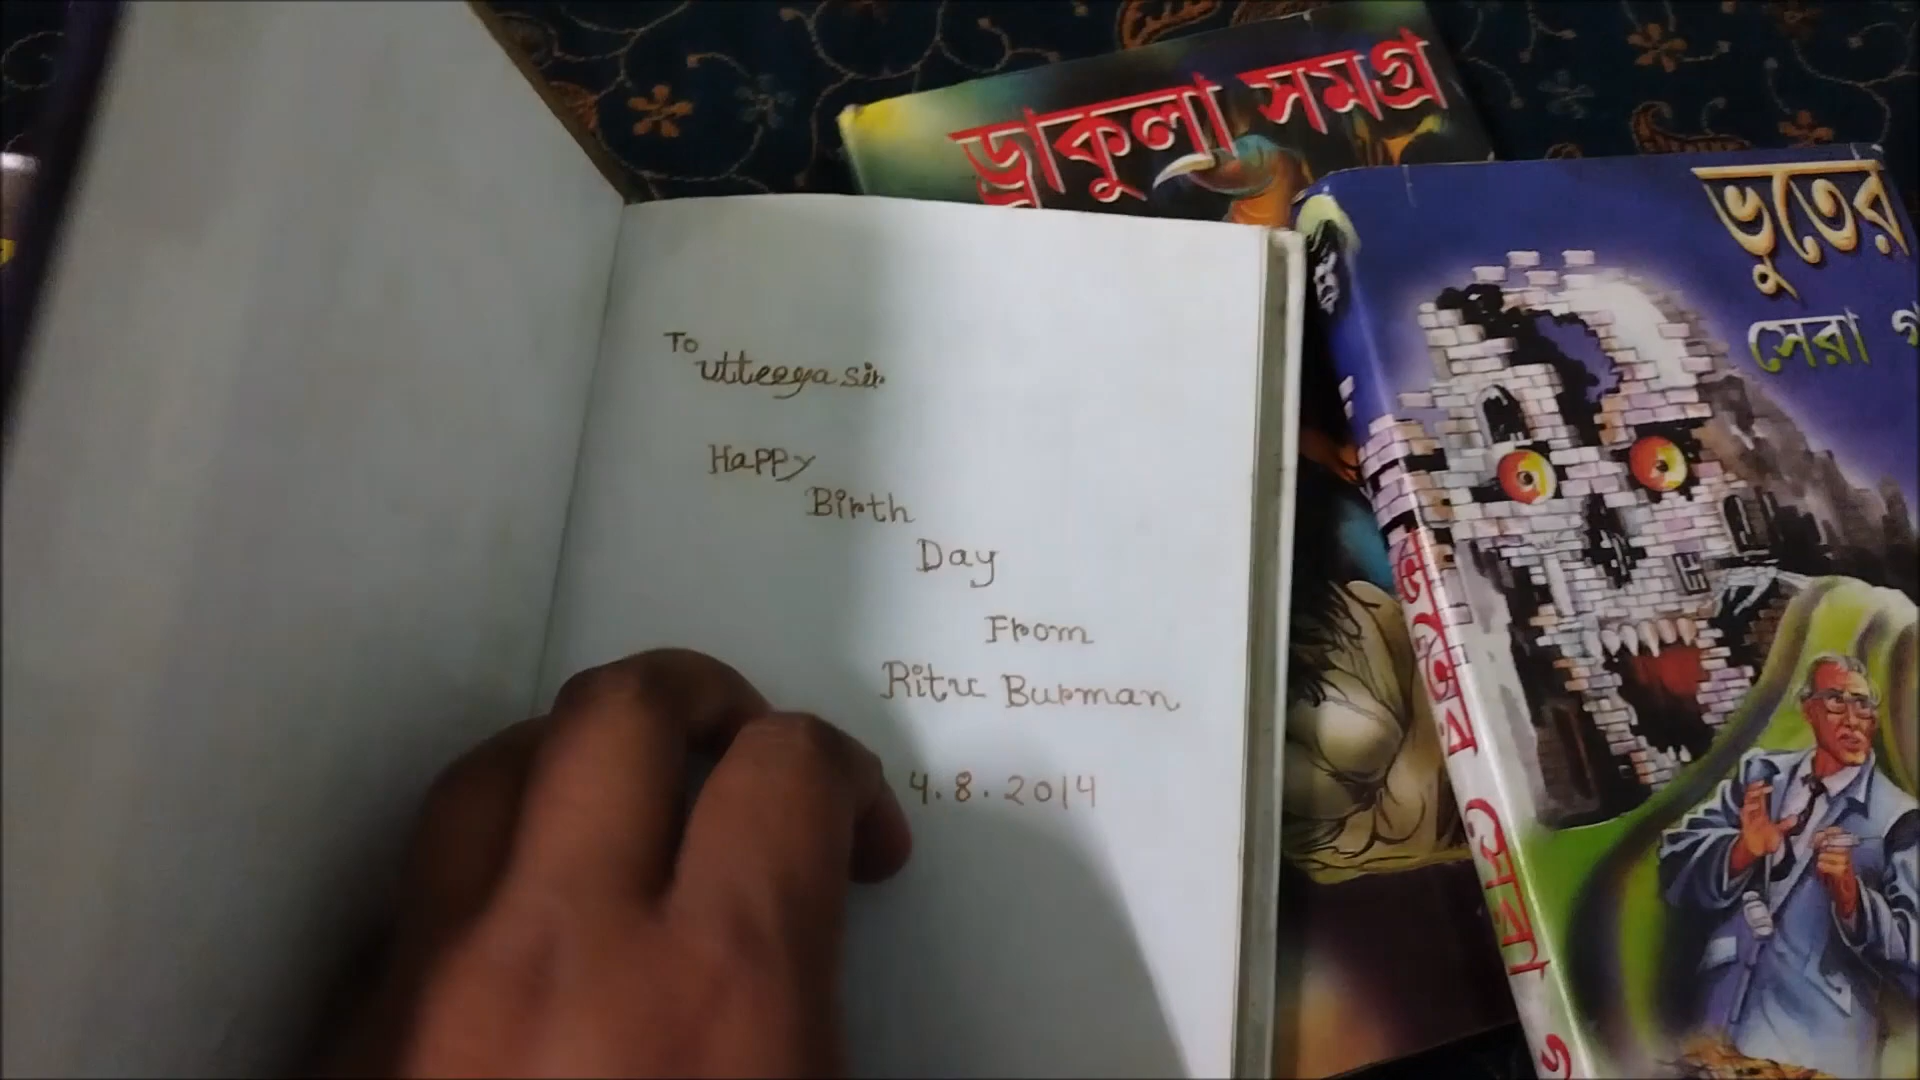 To
Utteeya Sir
Happy
Birth
Day
From
Ritu Burman
4.8.2014
ড্রাকুলা সমগ্র
ভূতের
সেরা
ভূতের সেরা